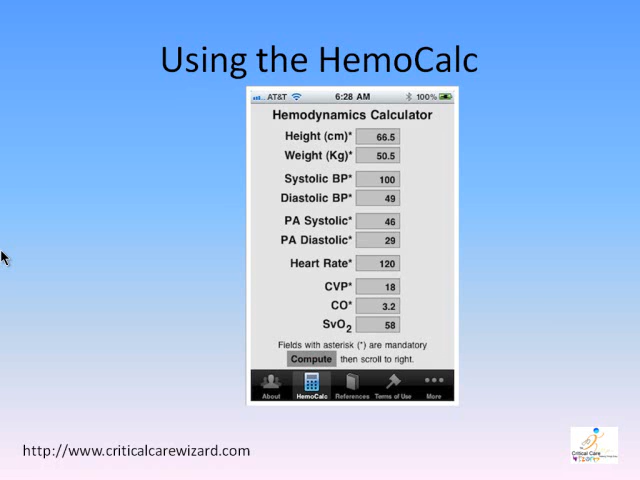 Using the HemoCalc
AT&T 6:28 AM 100%
Hemodynamics Calculator
Height (cm)* 66.5
Weight (Kg)* 50.5
Systolic BP* 100
Diastolic BP* 49
PA Systolic* 46
PA Diastolic* 29
Heart Rate* 120
CVP* 18
CO* 3.2
SvO2 58
Fields with asterisk (*) are mandatory
Compute then scroll to right.
About HemoCalc References Terms of Use More
http://www.criticalcarewizard.com
Critical Care